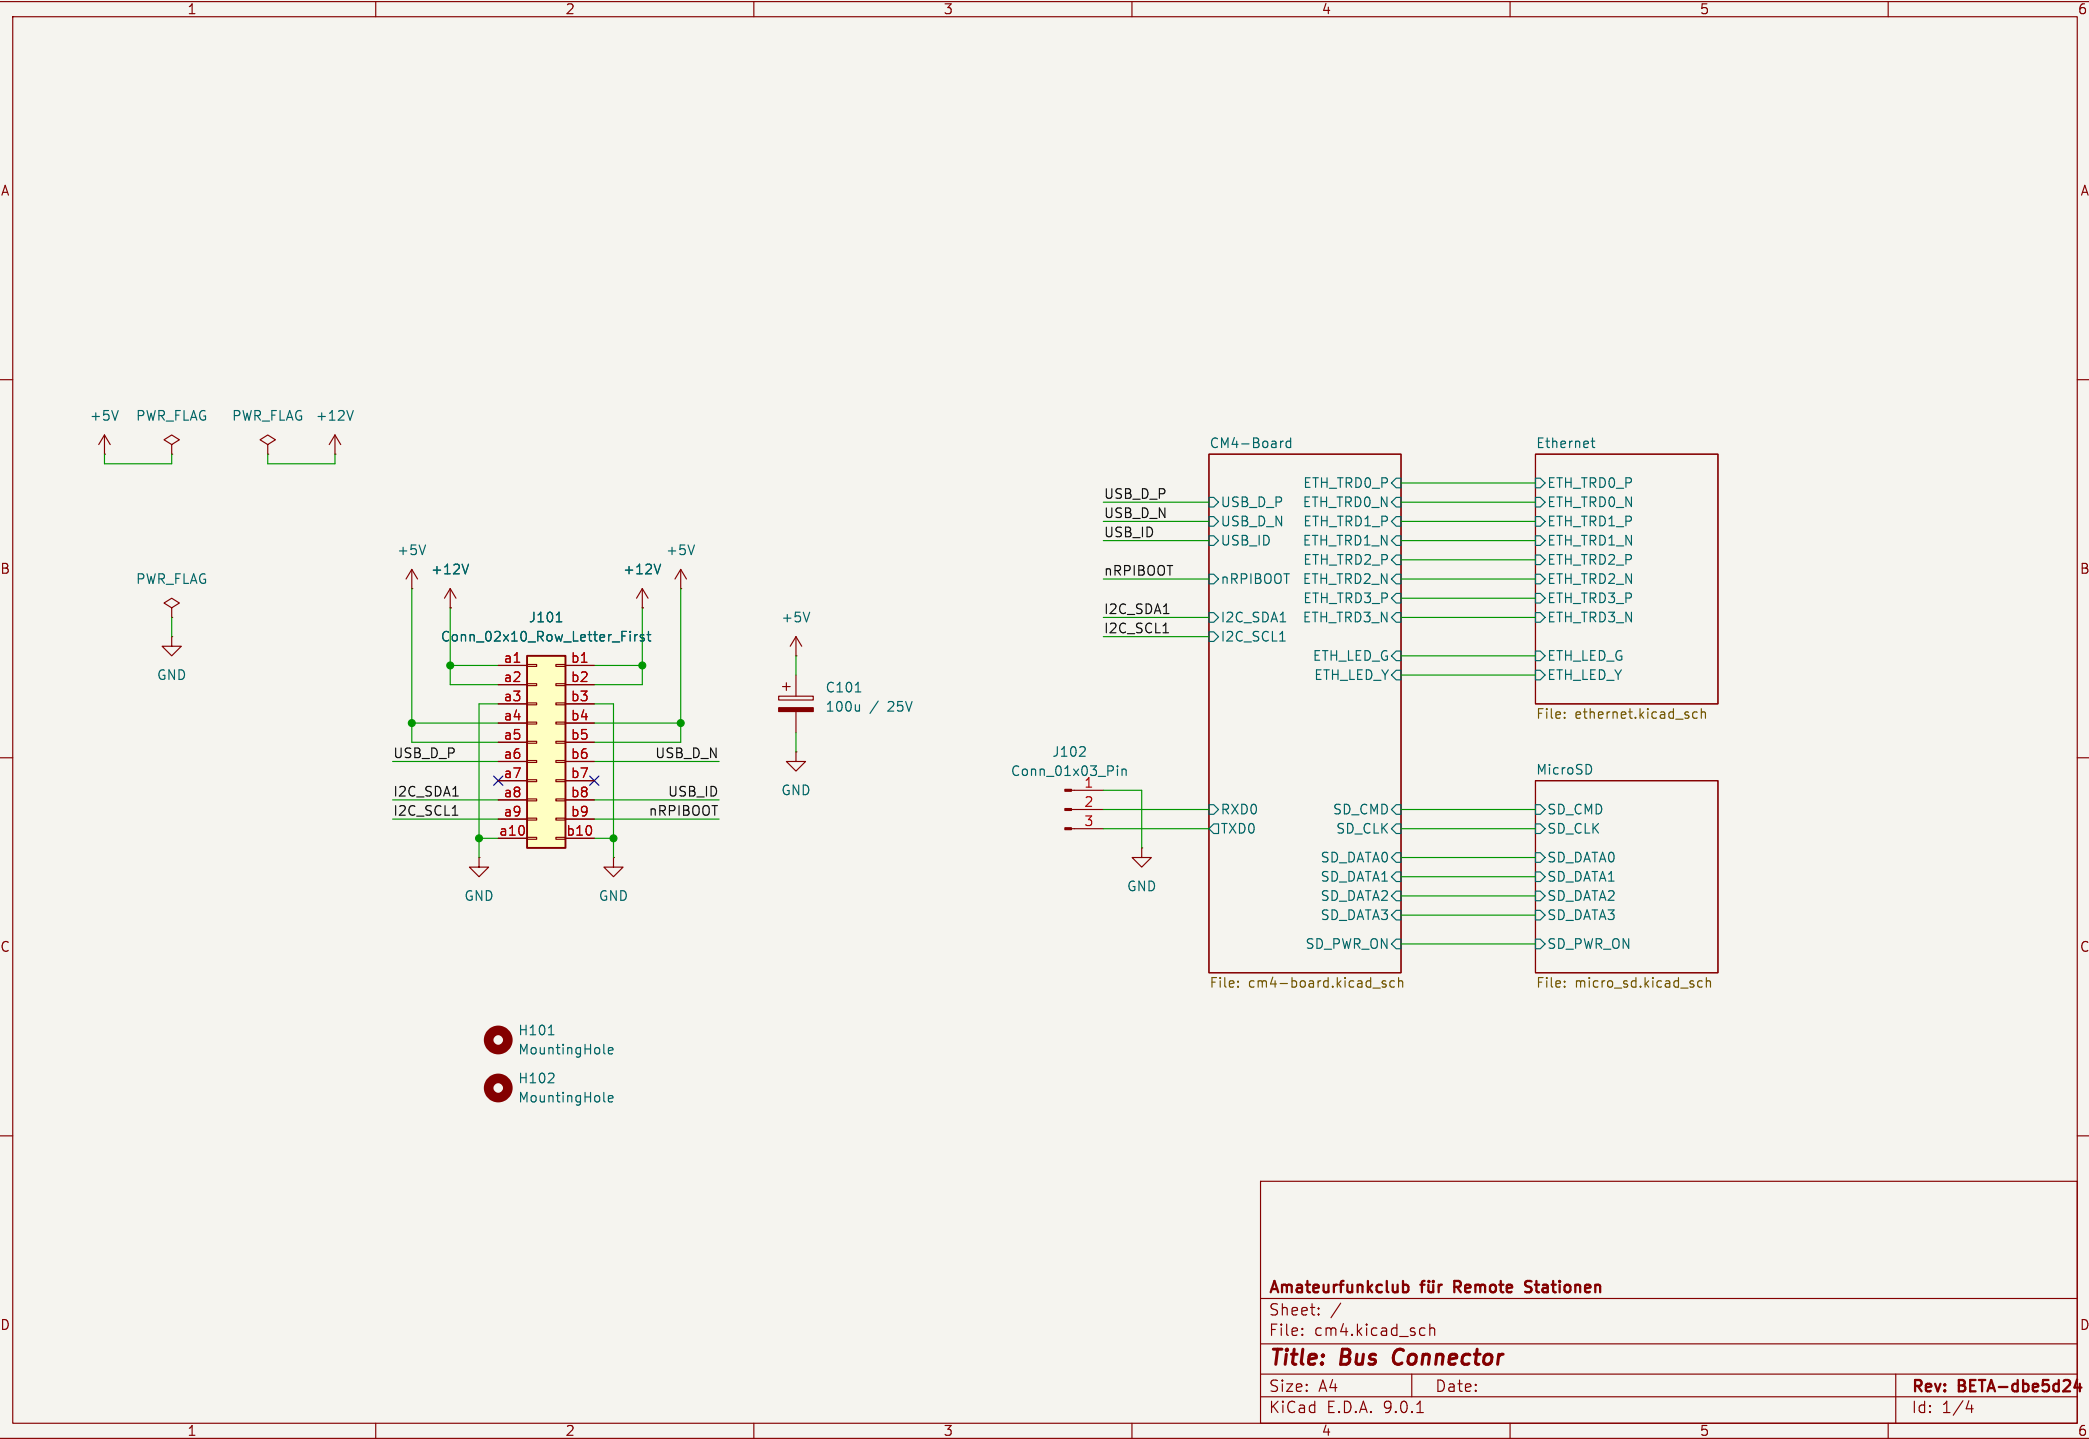 1 2 3 4 5 6
A A
B B
C C
D D
+5V PWR_FLAG PWR_FLAG +12V
PWR_FLAG
GND
+5V +5V
+12V +12V
J101
Conn_02x10_Row_Letter_First
a1 b1
a2 b2
a3 b3
a4 b4
a5 b5
USB_D_P a6 b6 USB_D_N
a7 b7
I2C_SDA1 a8 b8 USB_ID
I2C_SCL1 a9 b9 nRPIBOOT
a10 b10
GND GND
+5V
+
C101
100u / 25V
GND
H101
MountingHole
H102
MountingHole
J102
Conn_01x03_Pin
1
2
3
GND
CM4-Board
USB_D_P USB_D_P
USB_D_N USB_D_N
USB_ID USB_ID
nRPIBOOT nRPIBOOT
I2C_SDA1 I2C_SDA1
I2C_SCL1 I2C_SCL1
RXD0
TXD0
ETH_TRD0_P
ETH_TRD0_N
ETH_TRD1_P
ETH_TRD1_N
ETH_TRD2_P
ETH_TRD2_N
ETH_TRD3_P
ETH_TRD3_N
ETH_LED_G
ETH_LED_Y
SD_CMD
SD_CLK
SD_DATA0
SD_DATA1
SD_DATA2
SD_DATA3
SD_PWR_ON
File: cm4-board.kicad_sch
Ethernet
ETH_TRD0_P
ETH_TRD0_N
ETH_TRD1_P
ETH_TRD1_N
ETH_TRD2_P
ETH_TRD2_N
ETH_TRD3_P
ETH_TRD3_N
ETH_LED_G
ETH_LED_Y
File: ethernet.kicad_sch
MicroSD
SD_CMD
SD_CLK
SD_DATA0
SD_DATA1
SD_DATA2
SD_DATA3
SD_PWR_ON
File: micro_sd.kicad_sch
Amateurfunkclub für Remote Stationen
Sheet: /
File: cm4.kicad_sch
Title: Bus Connector
Size: A4 Date: Rev: BETA-dbe5d24
KiCad E.D.A. 9.0.1 Id: 1/4
1 2 3 4 5 6